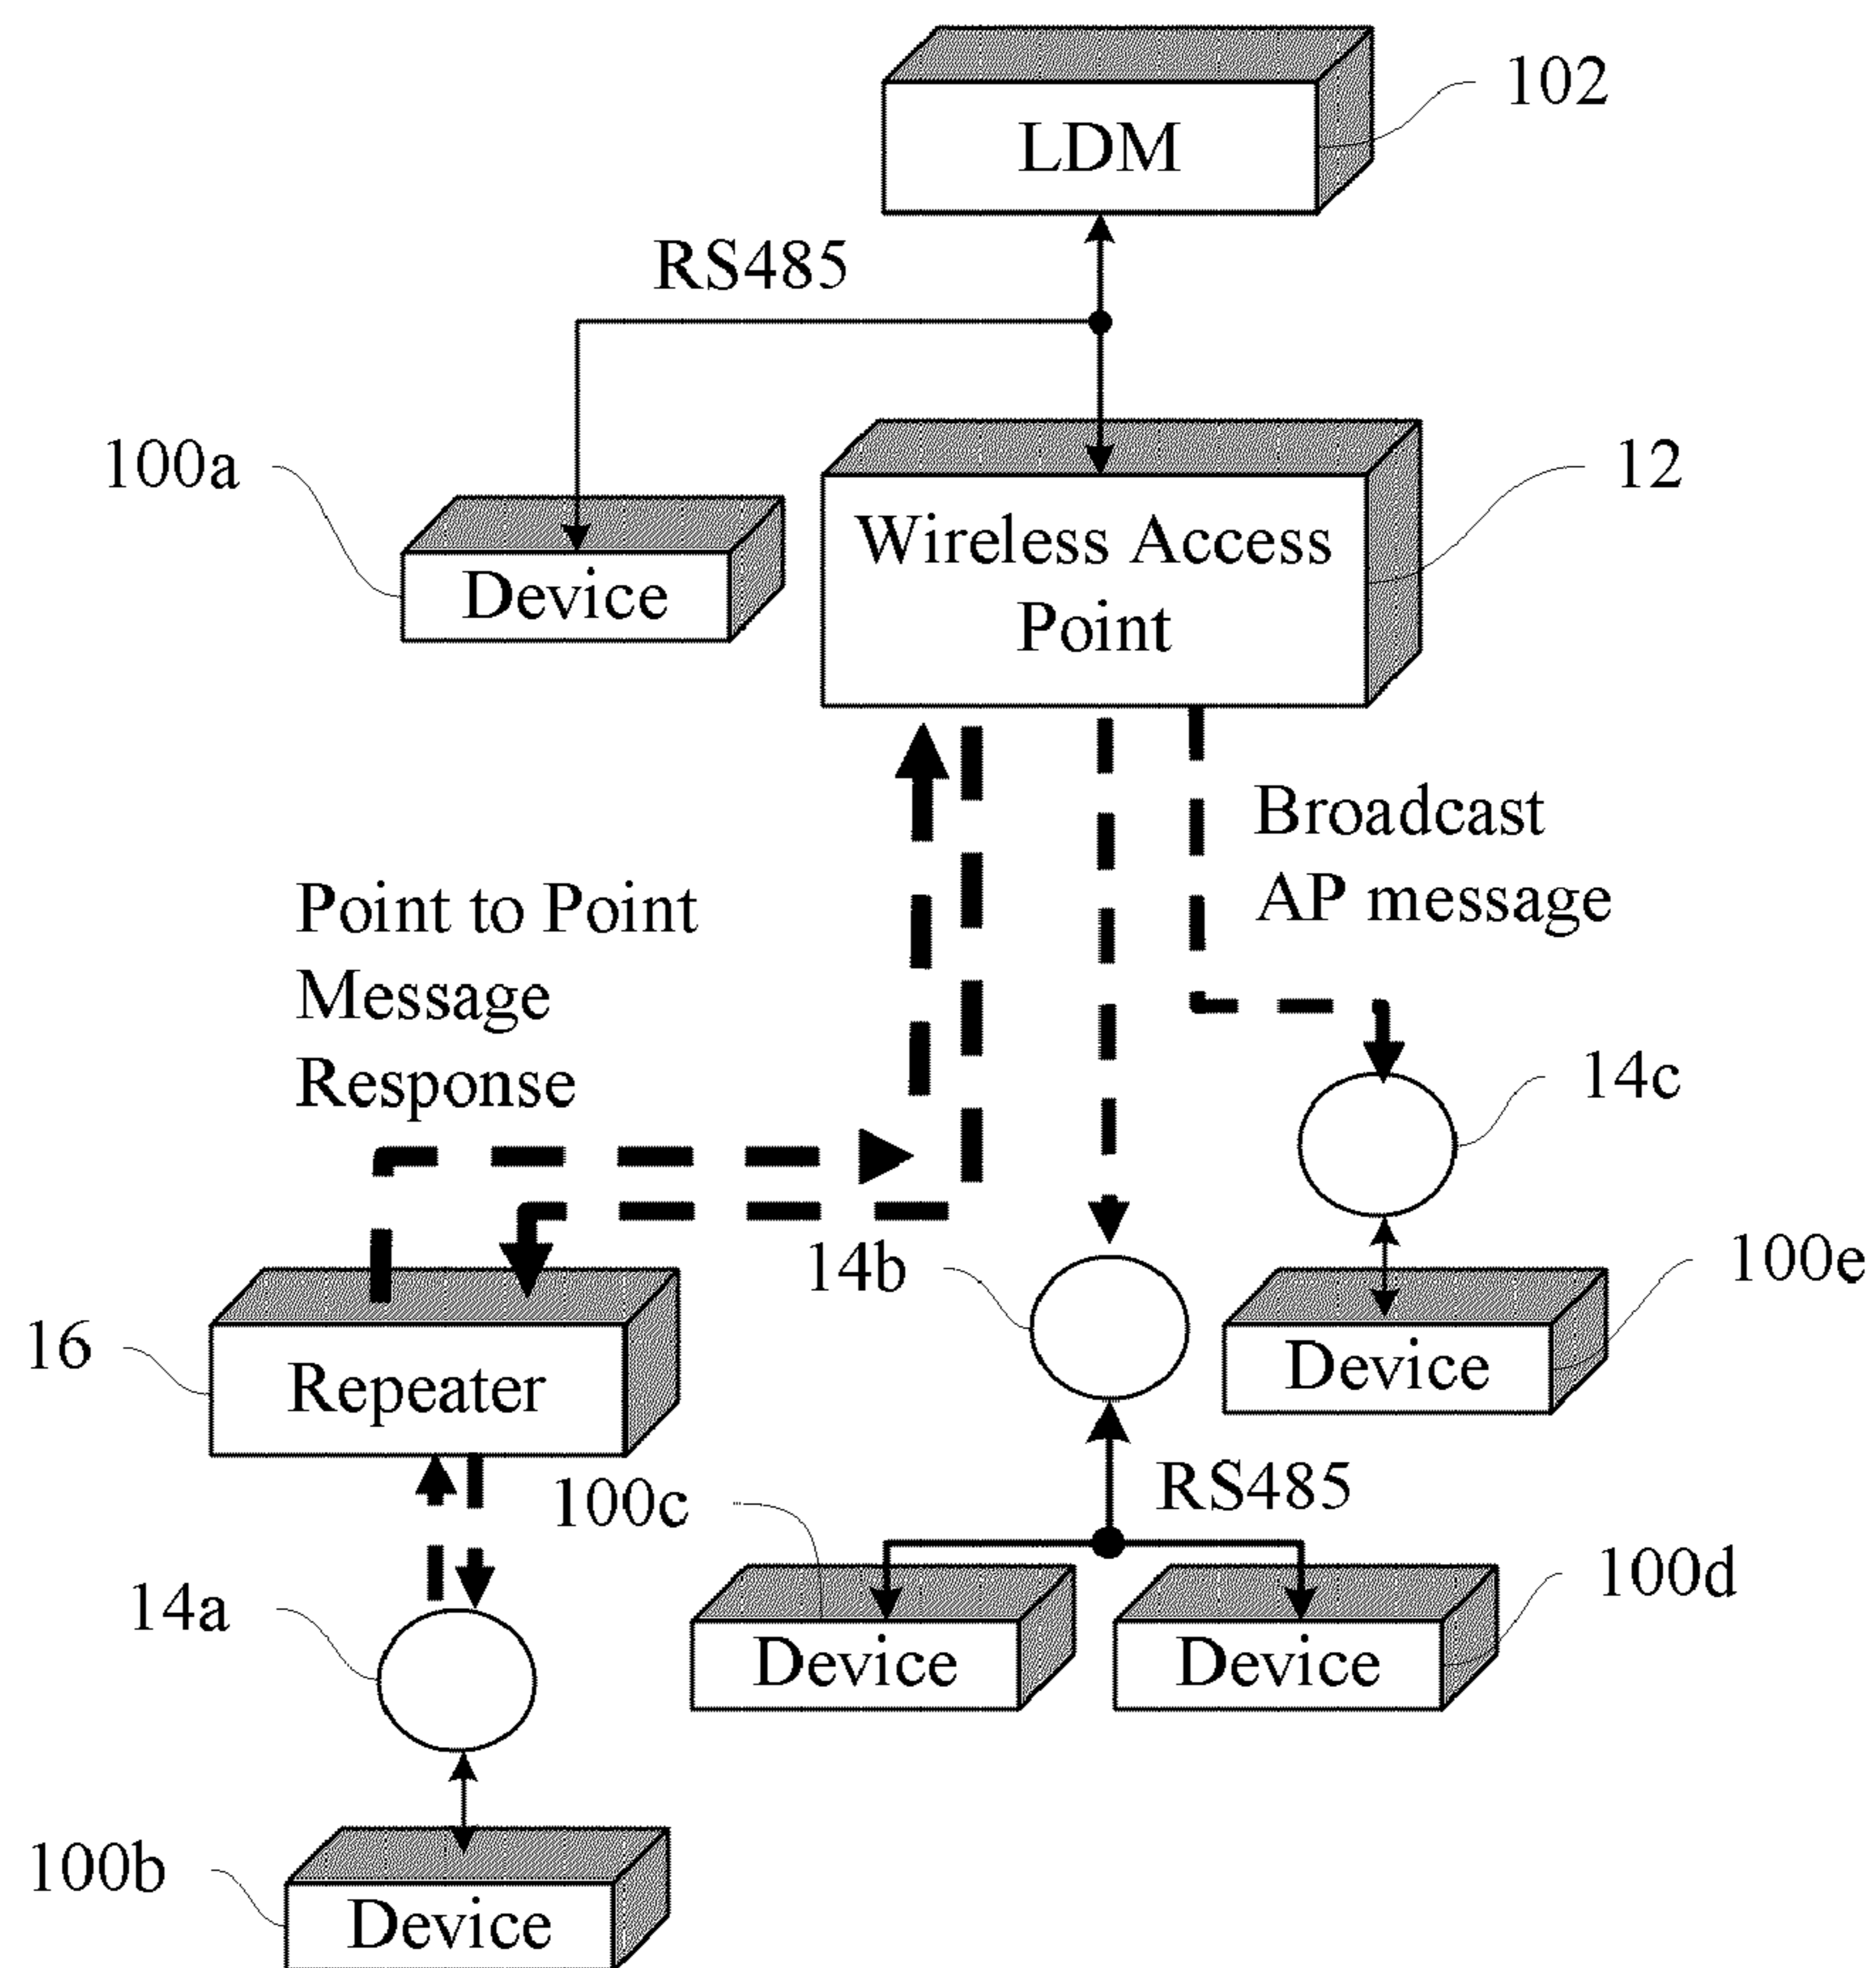 102
LDM
RS485
100a
12
Wireless Access
Point
Device
Broadcast
AP message
Point to Point
Message
Response
14c
14b
100e
16
Repeater
Device
100c
RS485
100d
14a
Device
Device
100b
Device